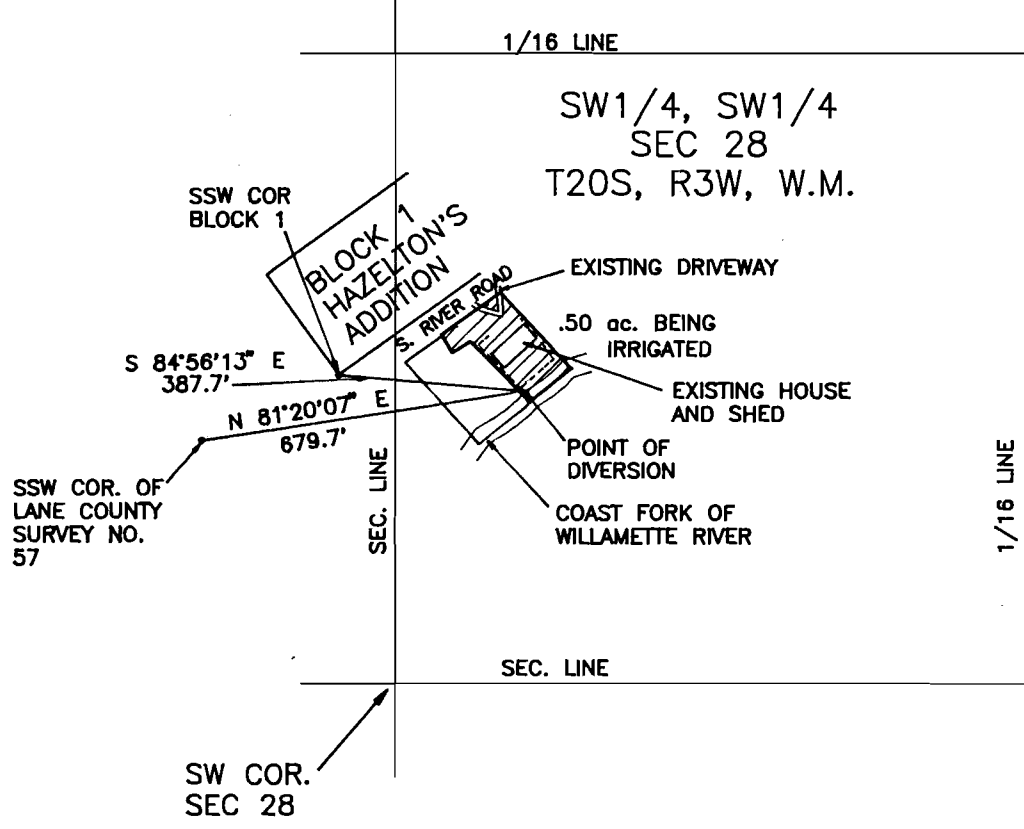 1/16 LINE
SW1/4, SW1/4
SEC 28
T20S, R3W, W.M.
SSW COR
BLOCK 1
BLOCK 1
HAZELTON'S
ADDITION
S. RIVER ROAD
EXISTING DRIVEWAY
.50 ac. BEING
IRRIGATED
S 84°56'13" E
387.7'
EXISTING HOUSE
AND SHED
N 81°20'07" E
679.7'
POINT OF
DIVERSION
SSW COR. OF
LANE COUNTY
SURVEY NO.
57
SEC. LINE
COAST FORK OF
WILLAMETTE RIVER
1/16 LINE
SEC. LINE
SW COR.
SEC 28